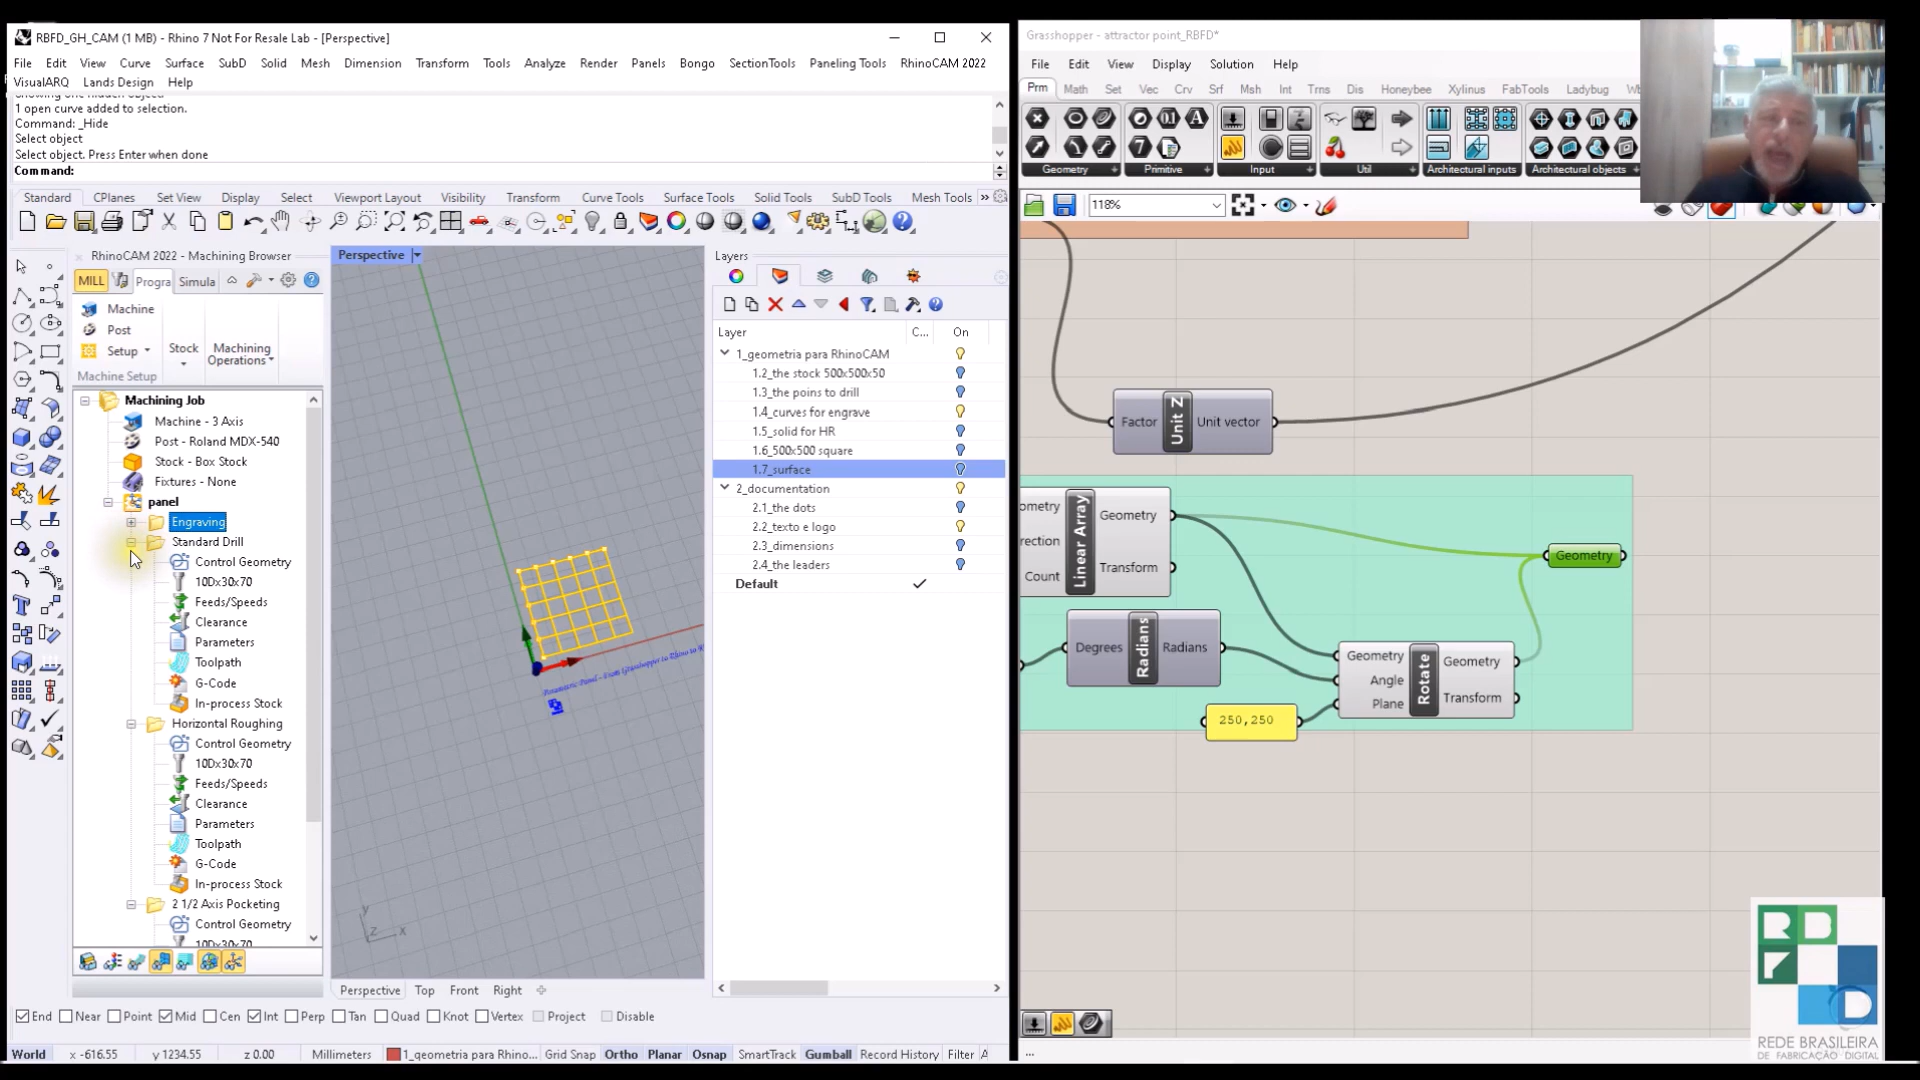 RBFD_GH_CAM (1 MB) - Rhino 7 Not For Resale Lab - [Perspective]
File Edit View Curve Surface SubD Solid Mesh Dimension Transform Tools Analyze Render Panels Bongo SectionTools Paneling Tools RhinoCAM 2022
VisualARQ Lands Design Help
1 open curve added to selection.
Command: _Hide
Select object
Select object. Press Enter when done
Command:
Standard CPlanes Set View Display Select Viewport Layout Visibility Transform Curve Tools Surface Tools Solid Tools SubD Tools Mesh Tools
RhinoCAM 2022 - Machining Browser
MILL Progra Simula
Machine
Post
Setup
Stock
Machining Operations
Machine Setup
Machining Job
Machine - 3 Axis
Post - Roland MDX-540
Stock - Box Stock
Fixtures - None
panel
Engraving
Standard Drill
Control Geometry
10Dx30x70
Feeds/Speeds
Clearance
Parameters
Toolpath
G-Code
In-process Stock
Horizontal Roughing
Control Geometry
10Dx30x70
Feeds/Speeds
Clearance
Parameters
Toolpath
G-Code
In-process Stock
2 1/2 Axis Pocketing
Control Geometry
10Dx30x70
Perspective
Parametric Panel - From Grasshopper to Rhino to
y
z x
Perspective Top Front Right
Layers
Layer C... On
1_geometria para RhinoCAM
1.2_the stock 500x500x50
1.3_the poins to drill
1.4_curves for engrave
1.5_solid for HR
1.6_500x500 square
1.7_surface
2_documentation
2.1_the dots
2.2_texto e logo
2.3_dimensions
2.4_the leaders
Default
End Near Point Mid Cen Int Perp Tan Quad Knot Vertex Project Disable
World x -616.55 y 1234.55 z 0.00 Millimeters 1_geometria para Rhino... Grid Snap Ortho Planar Osnap SmartTrack Gumball Record History Filter A
Grasshopper - attractor point_RBFD*
File Edit View Display Solution Help
Prm Math Set Vec Crv Srf Msh Int Trns Dis Honeybee Xylinus FabTools Ladybug
Geometry Primitive Input Util Architectural inputs Architectural objects
118%
Factor Unit Z Unit vector
ometry
rection
Count
Linear Array
Geometry
Transform
Geometry
Degrees Radians Radians
Geometry
Angle
Plane
Rotate
Geometry
Transform
250,250
...
RB
F
D
REDE BRASILEIRA
DE FABRICAÇÃO DIGITAL